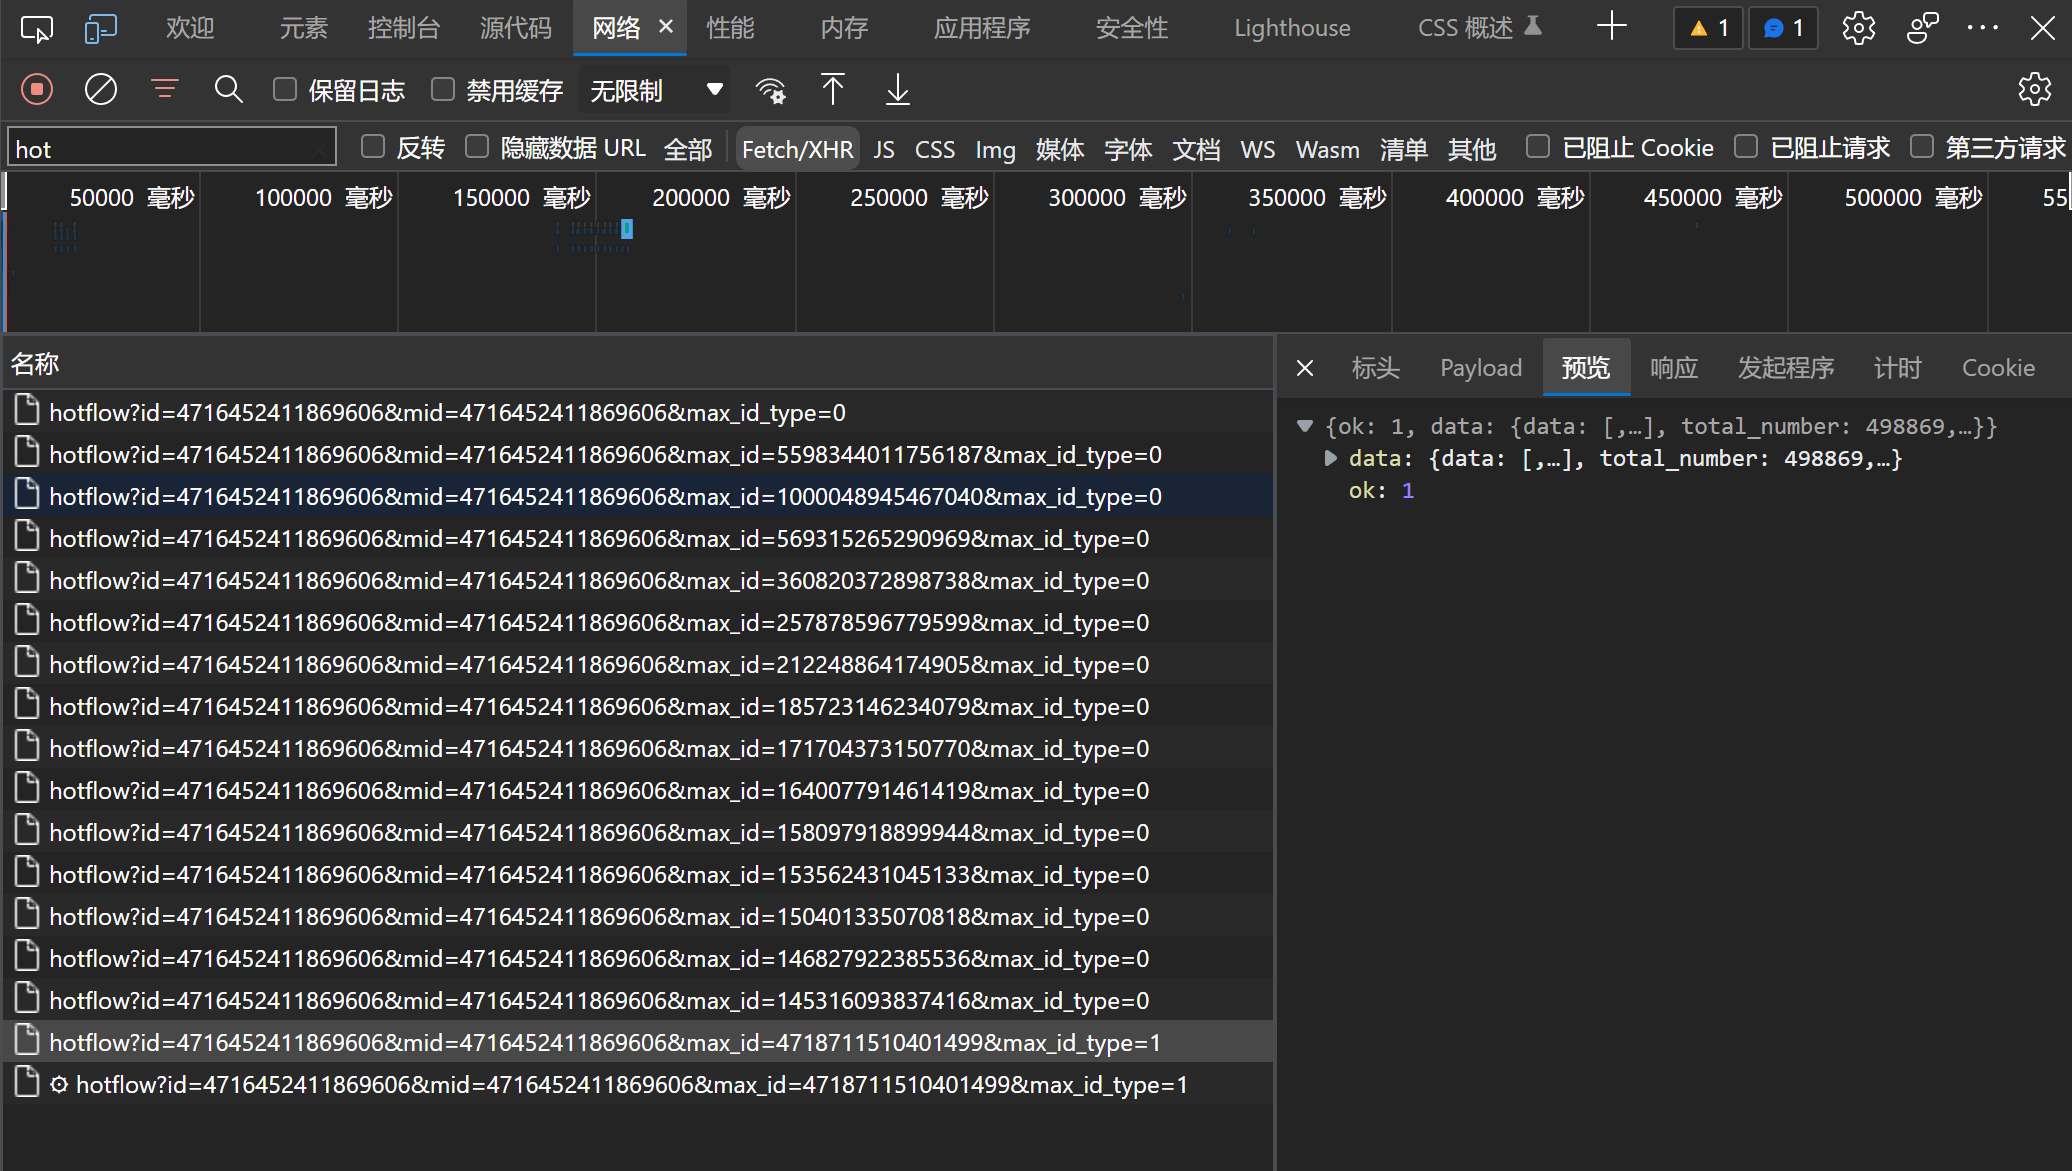 欢迎 元素 控制台 源代码 网络 性能 内存 应用程序 安全性 Lighthouse CSS 概述 1 1
保留日志 禁用缓存 无限制
hot 反转 隐藏数据 URL 全部 Fetch/XHR JS CSS Img 媒体 字体 文档 WS Wasm 清单 其他 已阻止 Cookie 已阻止请求 第三方请求
50000 毫秒 100000 毫秒 150000 毫秒 200000 毫秒 250000 毫秒 300000 毫秒 350000 毫秒 400000 毫秒 450000 毫秒 500000 毫秒 55
名称
hotflow?id=4716452411869606&mid=4716452411869606&max_id_type=0
hotflow?id=4716452411869606&mid=4716452411869606&max_id=5598344011756187&max_id_type=0
hotflow?id=4716452411869606&mid=4716452411869606&max_id=1000048945467040&max_id_type=0
hotflow?id=4716452411869606&mid=4716452411869606&max_id=569315265290969&max_id_type=0
hotflow?id=4716452411869606&mid=4716452411869606&max_id=360820372898738&max_id_type=0
hotflow?id=4716452411869606&mid=4716452411869606&max_id=257878596779599&max_id_type=0
hotflow?id=4716452411869606&mid=4716452411869606&max_id=212248864174905&max_id_type=0
hotflow?id=4716452411869606&mid=4716452411869606&max_id=185723146234079&max_id_type=0
hotflow?id=4716452411869606&mid=4716452411869606&max_id=171704373150770&max_id_type=0
hotflow?id=4716452411869606&mid=4716452411869606&max_id=164007791461419&max_id_type=0
hotflow?id=4716452411869606&mid=4716452411869606&max_id=158097918899944&max_id_type=0
hotflow?id=4716452411869606&mid=4716452411869606&max_id=153562431045133&max_id_type=0
hotflow?id=4716452411869606&mid=4716452411869606&max_id=150401335070818&max_id_type=0
hotflow?id=4716452411869606&mid=4716452411869606&max_id=146827922385536&max_id_type=0
hotflow?id=4716452411869606&mid=4716452411869606&max_id=145316093837416&max_id_type=0
hotflow?id=4716452411869606&mid=4716452411869606&max_id=4718711510401499&max_id_type=1
hotflow?id=4716452411869606&mid=4716452411869606&max_id=4718711510401499&max_id_type=1
标头 Payload 预览 响应 发起程序 计时 Cookie
{ok: 1, data: {data: [,…], total_number: 498869,…}}
data: {data: [,…], total_number: 498869,…}
ok: 1